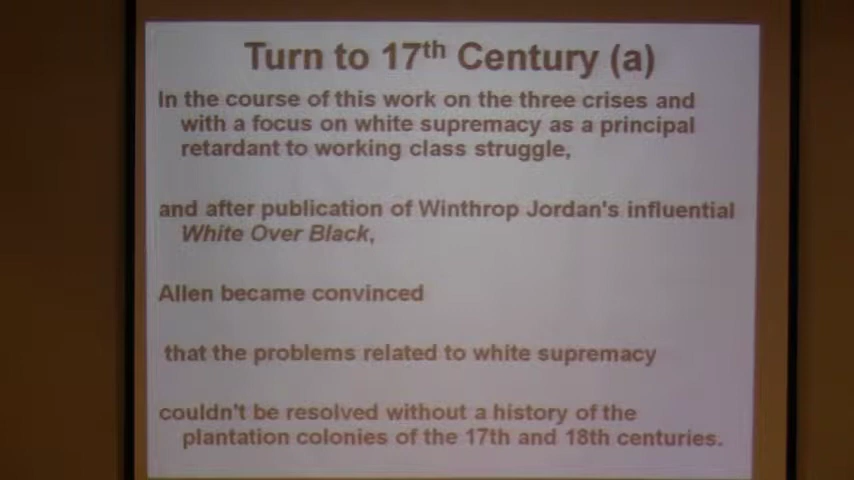 Turn to 17th Century (a)
In the course of this work on the three crises and
with a focus on white supremacy as a principal
retardant to working class struggle,
and after publication of Winthrop Jordan's influential
White Over Black,
Allen became convinced
that the problems related to white supremacy
couldn't be resolved without a history of the
plantation colonies of the 17th and 18th centuries.